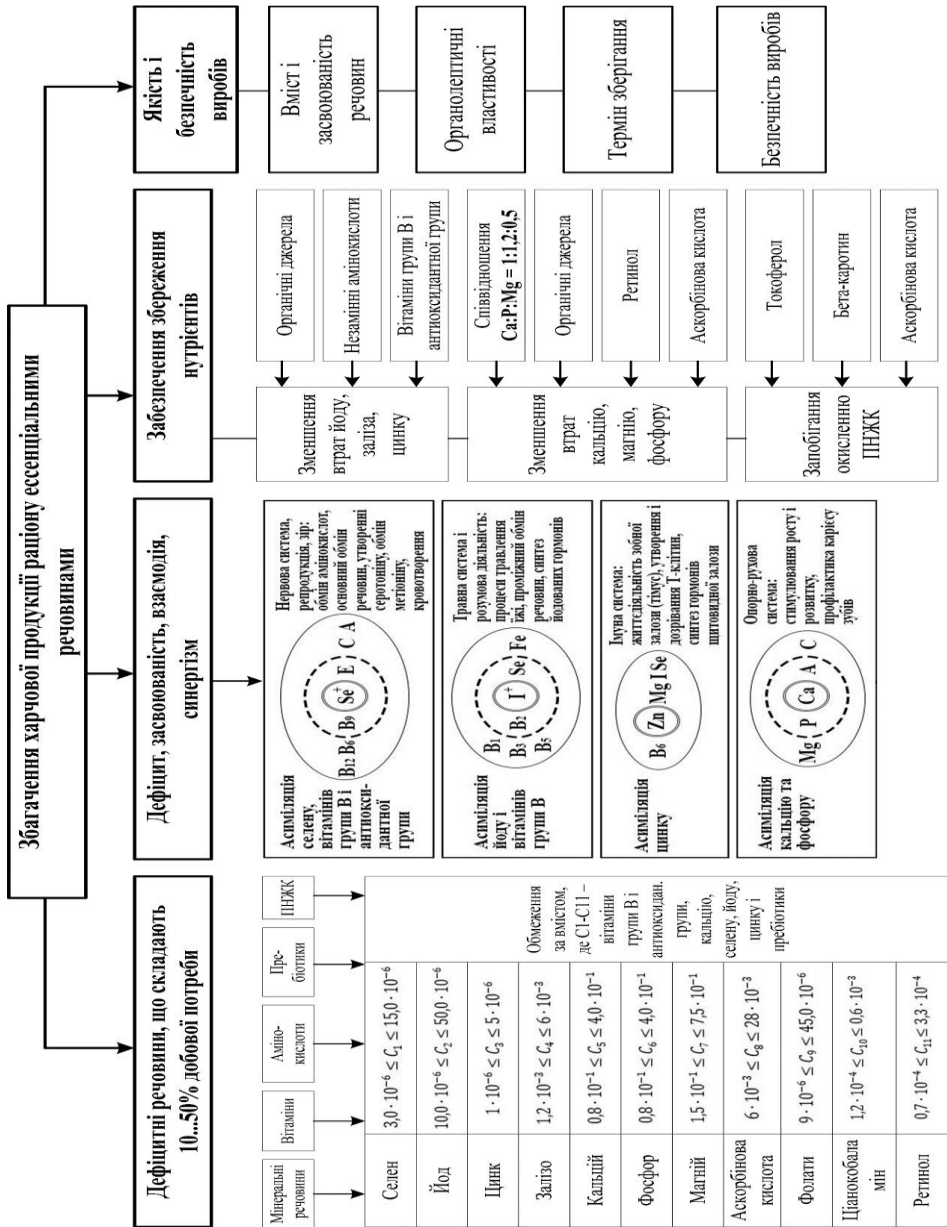 Збагачення харчової продукції раціону ессенціальними
речовинами
Дефіцитні речовини, що складають
10...50% добової потреби
Мінеральні
речовини
Вітаміни
Аміно-
кислоти
Пре-
біотики
ПНЖК
Селен
3,0·10⁻⁶ ≤ C₁ ≤ 15,0·10⁻⁶
Йод
10,0·10⁻⁶ ≤ C₂ ≤ 50,0·10⁻⁶
Цинк
1·10⁻⁶ ≤ C₃ ≤ 5·10⁻⁶
Залізо
1,2·10⁻³ ≤ C₄ ≤ 6·10⁻³
Кальцій
0,8·10⁻¹ ≤ C₅ ≤ 4,0·10⁻¹
Фосфор
0,8·10⁻¹ ≤ C₆ ≤ 4,0·10⁻¹
Магній
1,5·10⁻¹ ≤ C₇ ≤ 7,5·10⁻¹
Аскорбінова
кислота
6·10⁻³ ≤ C₈ ≤ 28·10⁻³
Фолати
9·10⁻⁶ ≤ C₉ ≤ 45,0·10⁻⁶
Ціанокобала
мін
1,2·10⁻⁴ ≤ C₁₀ ≤ 0,6·10⁻³
Ретинол
0,7·10⁻⁴ ≤ C₁₁ ≤ 3,3·10⁻⁴
Обмеження
за вмістом,
де С1-С11 –
вітаміни
групи В і
антиоксидан.
групи,
кальцію,
селену, йоду,
цинку і
пребіотики
Дефіцит, засвоюваність, взаємодія,
синергізм
Асиміляція
селену,
вітамінів
групи В і
антиокси-
дантної
групи
B₁₂ B₆ B₉ Se⁺ E C A
Нервова система,
репродукція, зір:
обмін амінокислот,
основний обмін
речовин, утворенні
серотоніну, обмін
метіоніну,
кровотворення
Асиміляція
йоду і
вітамінів
групи В
B₁
B₃ B₂ I⁺ Se Fe
B₅
Травна система і
розумова діяльність:
процеси травлення
їжі, проміжний обмін
речовин, синтез
йодованих гормонів
Асиміляція
цинку
B₆ Zn Mg I Se
Імуна система:
життєдіяльність зобної
залози (тімус), утворення і
дозрівання Т-клітин,
синтез гормонів
щитовидної залози
Асиміляція
кальцію та
фосфору
Mg P Ca A C
Опорно-рухова
система:
стимулювання росту і
розвитку,
профілактика карієсу
зубів
Забезпечення збереження
нутрієнтів
Зменшення
втрат йоду,
заліза,
цинку
Органічні джерела
Незамінні амінокислоти
Вітаміни групи В і
антиоксидантної групи
Зменшення
втрат
кальцію,
магнію,
фосфору
Співвідношення
Ca:P:Mg = 1:1,2:0,5
Органічні джерела
Ретинол
Аскорбінова кислота
Запобігання
окисленню
ПНЖК
Токоферол
Бета-каротин
Аскорбінова кислота
Якість і
безпечність
виробів
Вміст і
засвоюваність
речовин
Органолептичні
властивості
Термін зберігання
Безпечність виробів